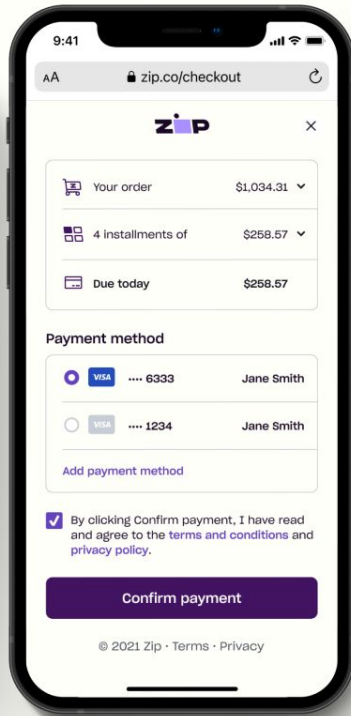 9:41
AA zip.co/checkout
zip ×
Your order $1,034.31
4 installments of $258.57
Due today $258.57
Payment method
VISA •••• 6333 Jane Smith
VISA •••• 1234 Jane Smith
Add payment method
By clicking Confirm payment, I have read
and agree to the terms and conditions and
privacy policy.
Confirm payment
© 2021 Zip · Terms · Privacy